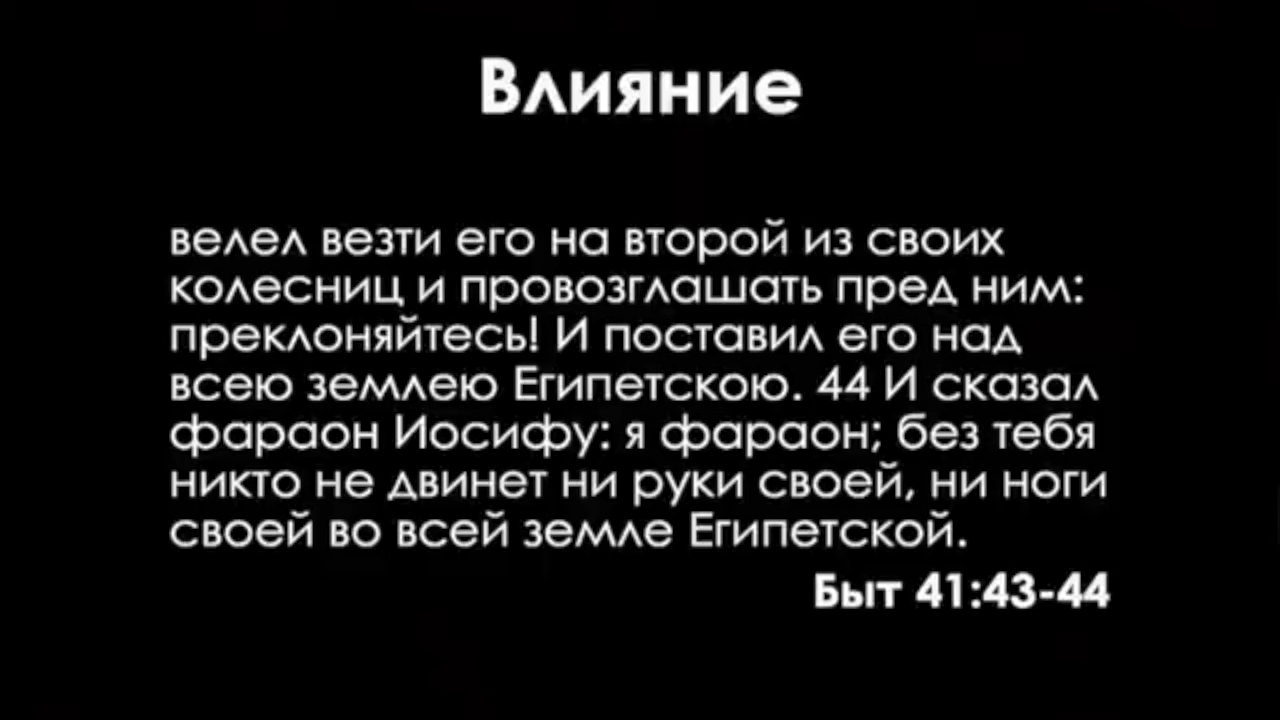 Влияние
велел везти его на второй из своих
колесниц и провозглашать пред ним:
преклоняйтесь! И поставил его над
всею землею Египетскою. 44 И сказал
фараон Иосифу: я фараон; без тебя
никто не двинет ни руки своей, ни ноги
своей во всей земле Египетской.
Быт 41:43-44